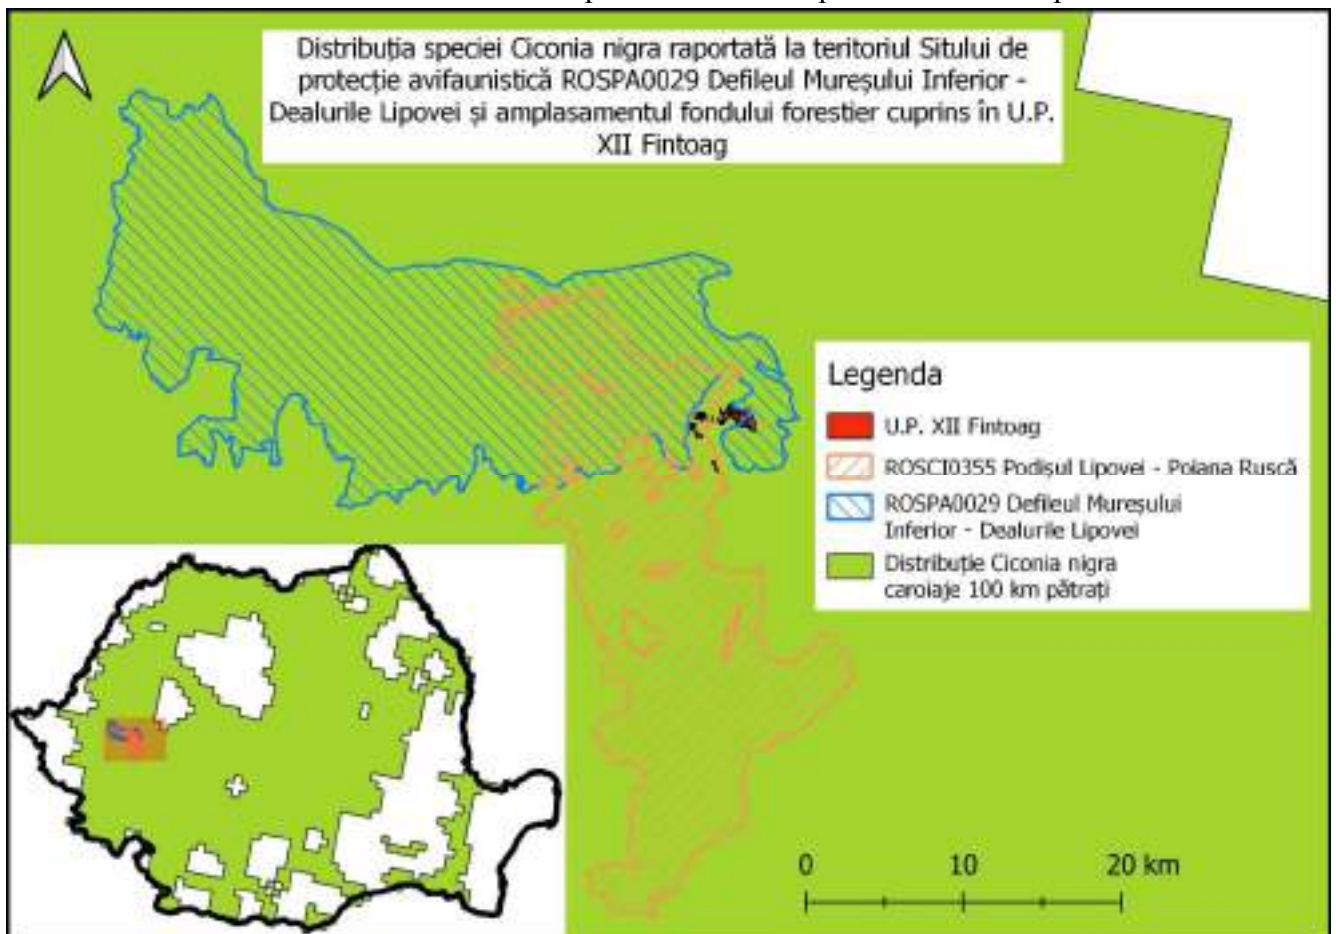 Distribuția speciei Ciconia nigra raportată la teritoriul Sitului de
protecție avifaunistică ROSPA0029 Defileul Mureșului Inferior -
Dealurile Lipovei și amplasamentul fondului forestier cuprins în U.P.
XII Fintoag
Legenda
U.P. XII Fintoag
ROSCI0355 Podișul Lipovei - Poiana Ruscă
ROSPA0029 Defileul Mureșului
Inferior - Dealurile Lipovei
Distribuție Ciconia nigra
caroiaje 100 km pătrați
0 10 20 km